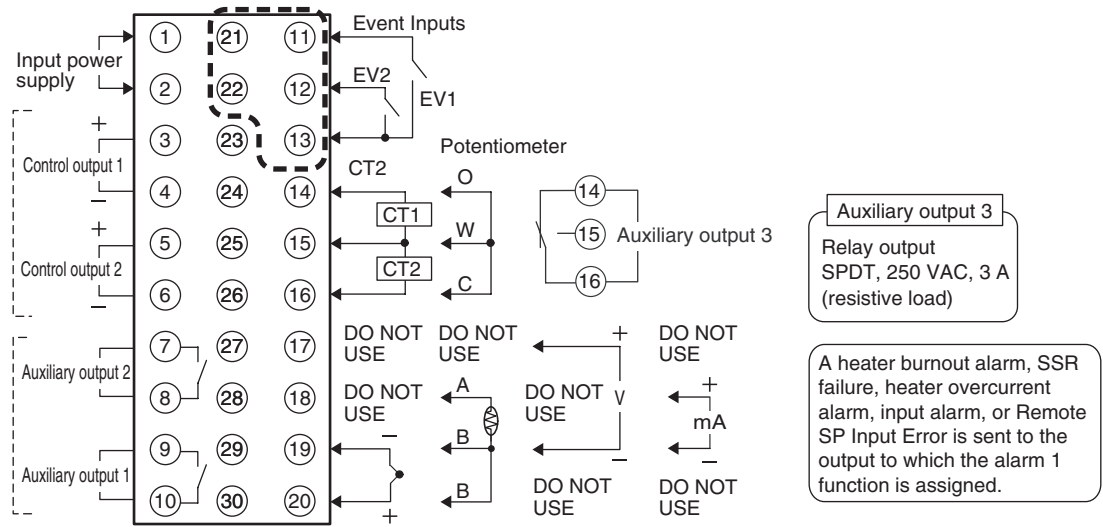 Input power
supply
1 21 11
2 22 12
3 23 13
4 24 14
5 25 15
6 26 16
7 27 17
8 28 18
9 29 19
10 30 20
+
Control output 1
−
+
Control output 2
−
Auxiliary output 2
Auxiliary output 1
Event Inputs
EV2
EV1
Potentiometer
CT2
CT1
CT2
O
W
C
14
15 Auxiliary output 3
16
DO NOT
USE
DO NOT
USE
+
V
−
DO NOT
USE
DO NOT
USE
A
B
B
DO NOT
USE
+
mA
−
−
+
DO NOT
USE
DO NOT
USE
Auxiliary output 3
Relay output
SPDT, 250 VAC, 3 A
(resistive load)
A heater burnout alarm, SSR
failure, heater overcurrent
alarm, input alarm, or Remote
SP Input Error is sent to the
output to which the alarm 1
function is assigned.